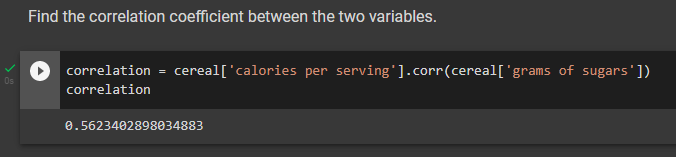 Find the correlation coefficient between the two variables.
correlation = cereal['calories per serving'].corr(cereal['grams of sugars'])
0s
correlation
0.5623402898034883